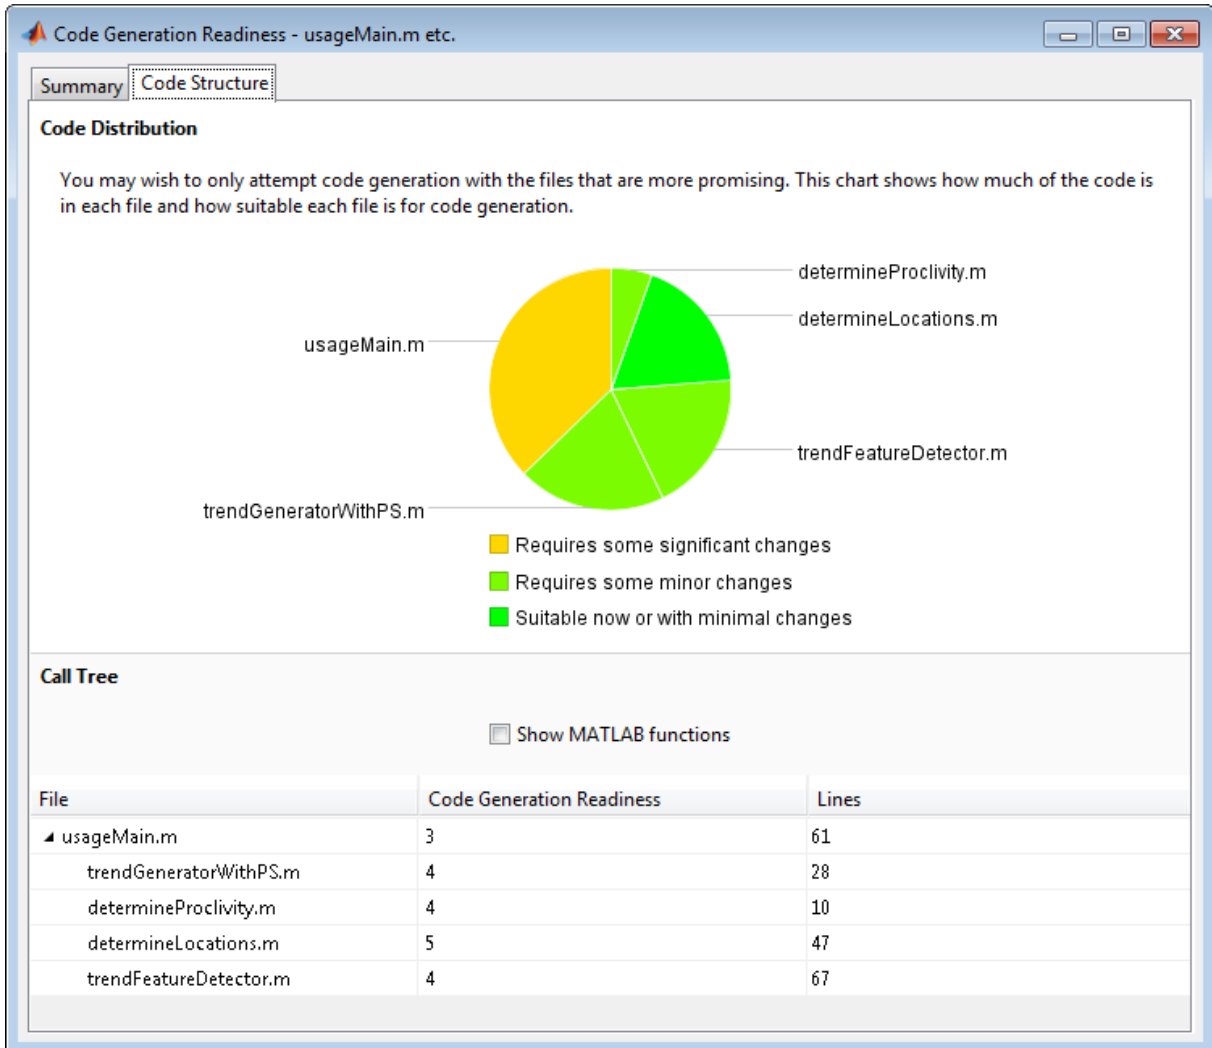 Code Generation Readiness - usageMain.m etc.
Summary
Code Structure
Code Distribution
You may wish to only attempt code generation with the files that are more promising. This chart shows how much of the code is
in each file and how suitable each file is for code generation.
determineProclivity.m
determineLocations.m
usageMain.m
trendFeatureDetector.m
trendGeneratorWithPS.m
Requires some significant changes
Requires some minor changes
Suitable now or with minimal changes
Call Tree
Show MATLAB functions
File Code Generation Readiness Lines
usageMain.m 3 61
trendGeneratorWithPS.m 4 28
determineProclivity.m 4 10
determineLocations.m 5 47
trendFeatureDetector.m 4 67